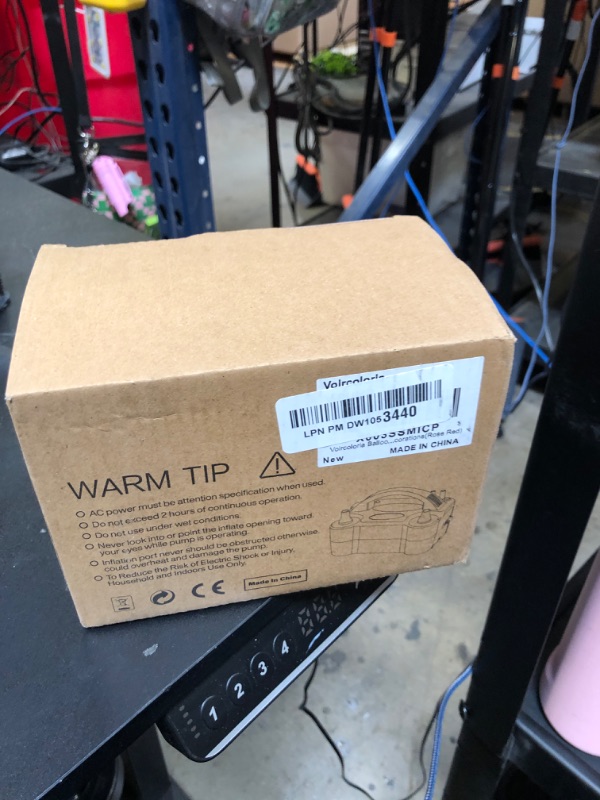 Voircoloria
LPN PM DW1053440
X003SSMICP
Voircoloria (Rose Red)
New MADE IN CHINA
WARM TIP
AC power must be attention specification when used.
Do not exceed 2 hours of continuous operation.
Do not use under wet conditions.
Never look into or point the inflate opening toward
your eyes while pump is operating.
Inflation port never should be obstructed otherwise
could overheat and damage the pump.
To Reduce the Risk of Electric Shock or Injury,
Household and Indoors Use Only.
CE
Made In China
1 2 3 4